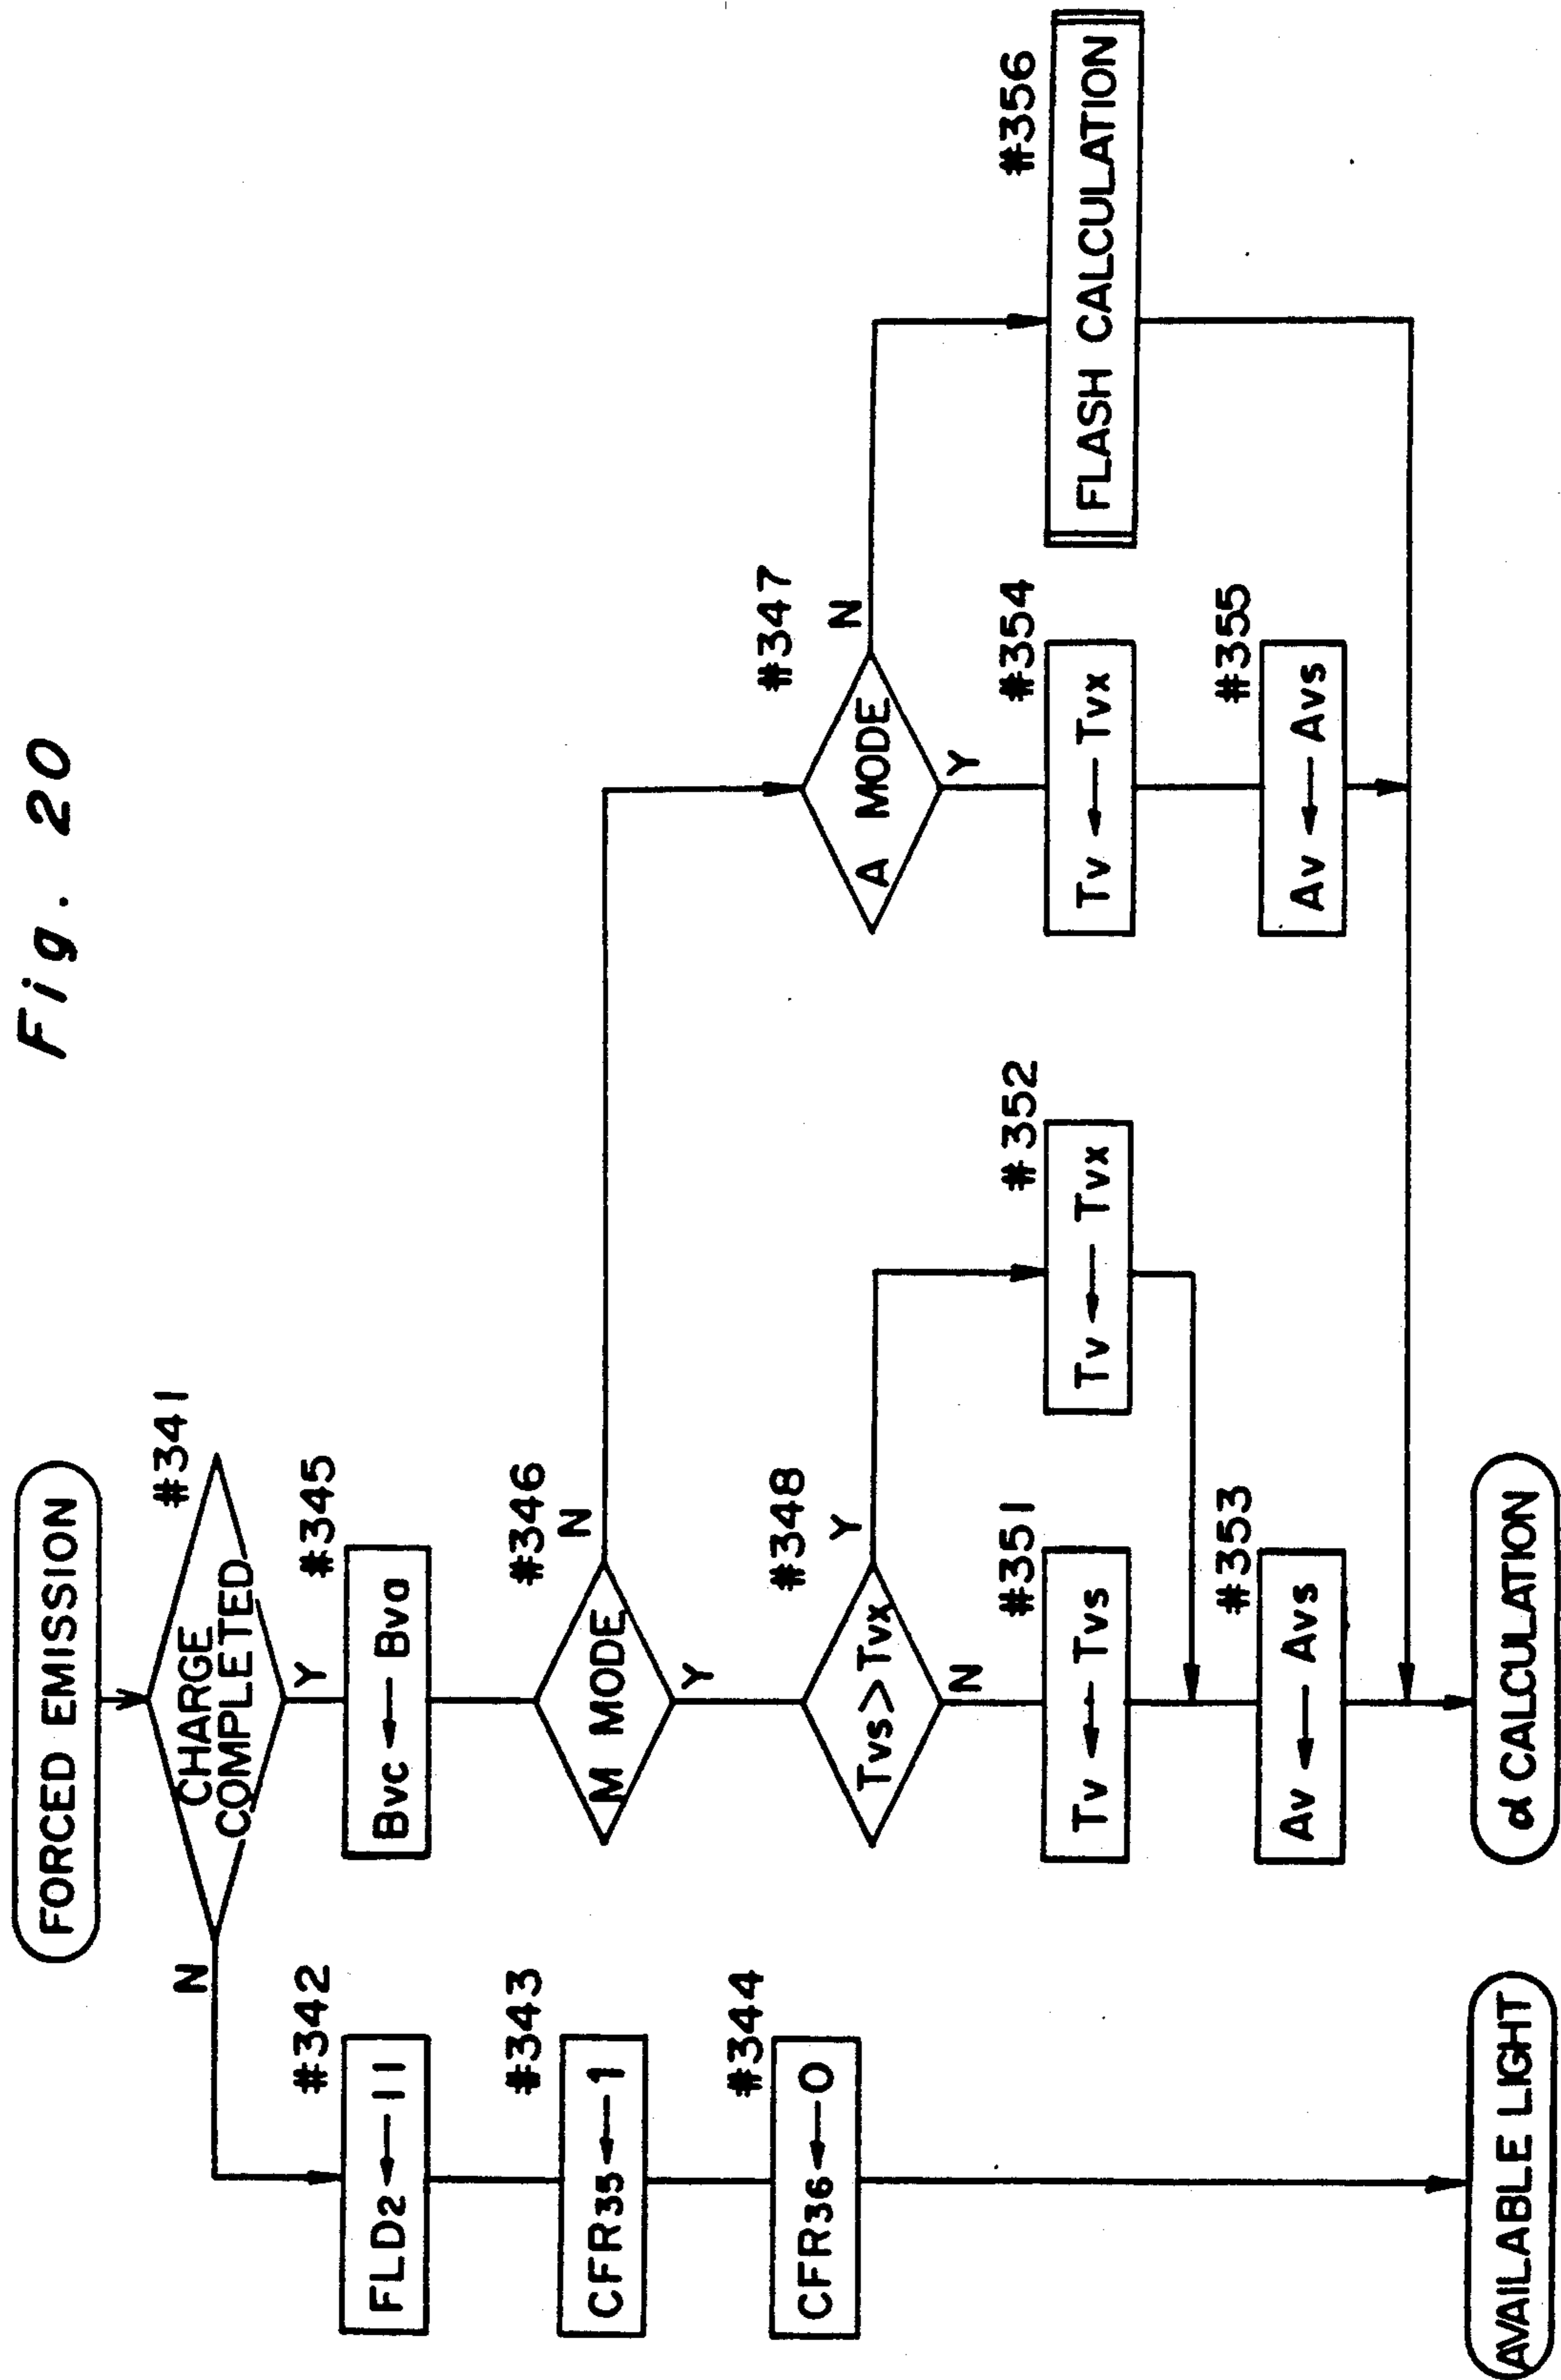 Fig. 20
FORCED EMISSION
#341
CHARGE
COMPLETED
N
Y
#342
FLD2 ← 11
#343
CFR35 ← 1
#344
CFR36 ← 0
AVAILABLE LIGHT
#345
Bvc ← Bva
#346
M MODE
N
Y
#348
Tvs > Tvx
Y
N
#351
Tv ← Tvs
#352
Tv ← Tvx
#353
Av ← Avs
α CALCULATION
#347
A MODE
N
Y
#354
Tv ← Tvx
#355
Av ← Avs
#356
FLASH CALCULATION